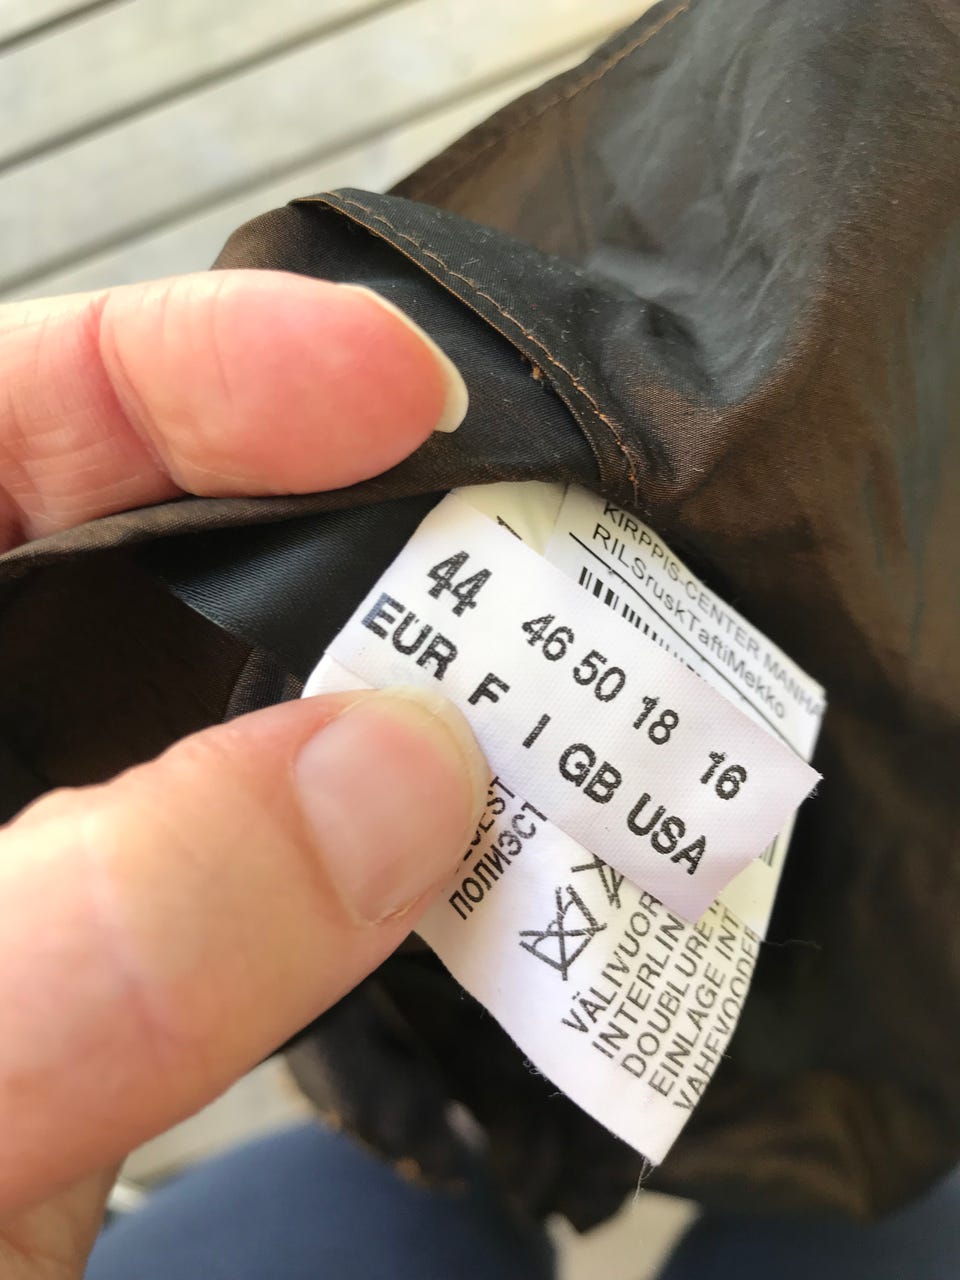 44 46 50 18 16
EUR F I GB USA
KIRPPIS-CENTER MANHA
RILSruskTaftiMekko
ПОЛИЭСТ
VÄLIVUOR
INTERLIN
DOUBLURE
EINLAGE INT
VAHEVOODER